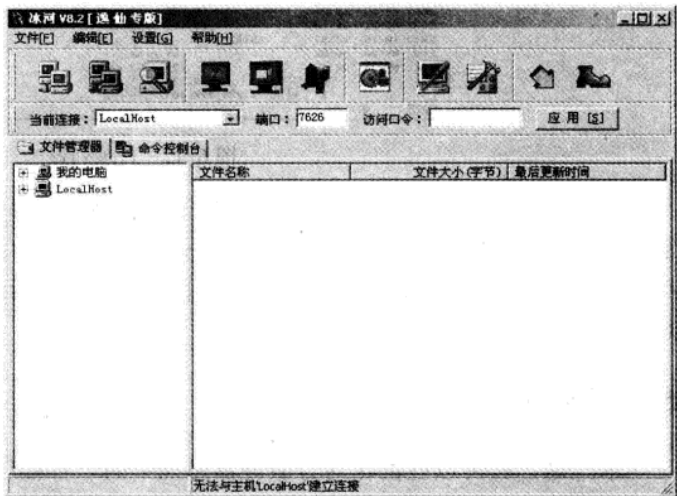 冰河 V8.2 [ 逸 仙 专版]
文件[F] 编辑[E] 设置[G] 帮助[H]
当前连接： LocalHost 端口： 7626 访问口令： 应 用 [S]
文件管理器 命令控制台
我的电脑 文件名称 文件大小(字节) 最后更新时间
LocalHost
无法与主机'LocalHost'建立连接